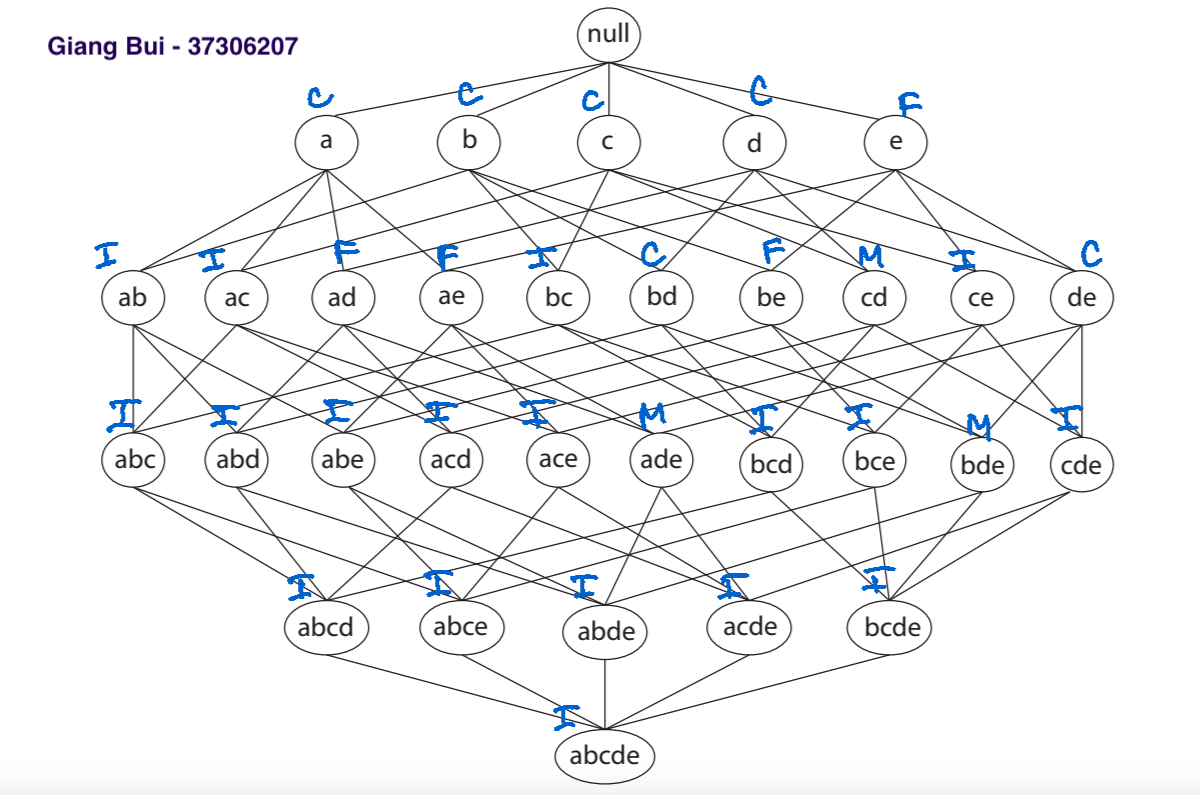 Giang Bui - 37306207
null
C C C C F
a b c d e
I I F F I C F M I C
ab ac ad ae bc bd be cd ce de
I I I I I M I I M I
abc abd abe acd ace ade bcd bce bde cde
I I I I I
abcd abce abde acde bcde
I
abcde